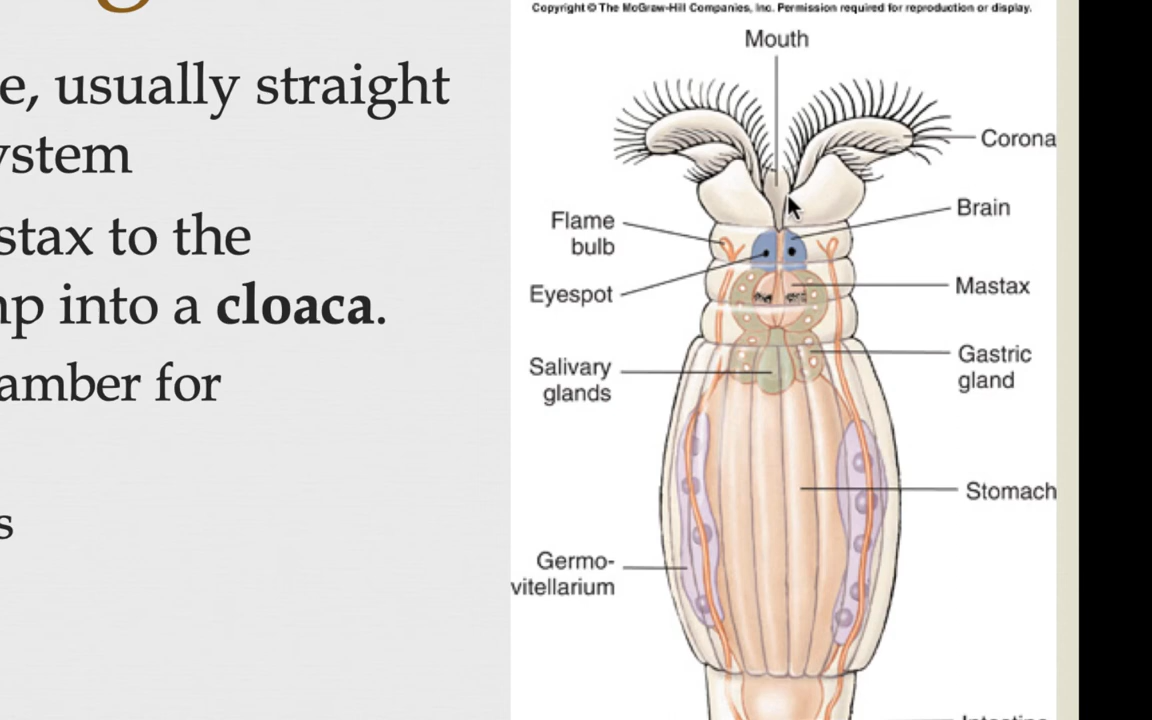 e, usually straight
ystem
stax to the
mp into a cloaca.
amber for
s
Copyright © The McGraw-Hill Companies, Inc. Permission required for reproduction or display.
Mouth
Corona
Brain
Flame
bulb
Eyespot
Mastax
Salivary
glands
Gastric
gland
Stomach
Germo-
vitellarium